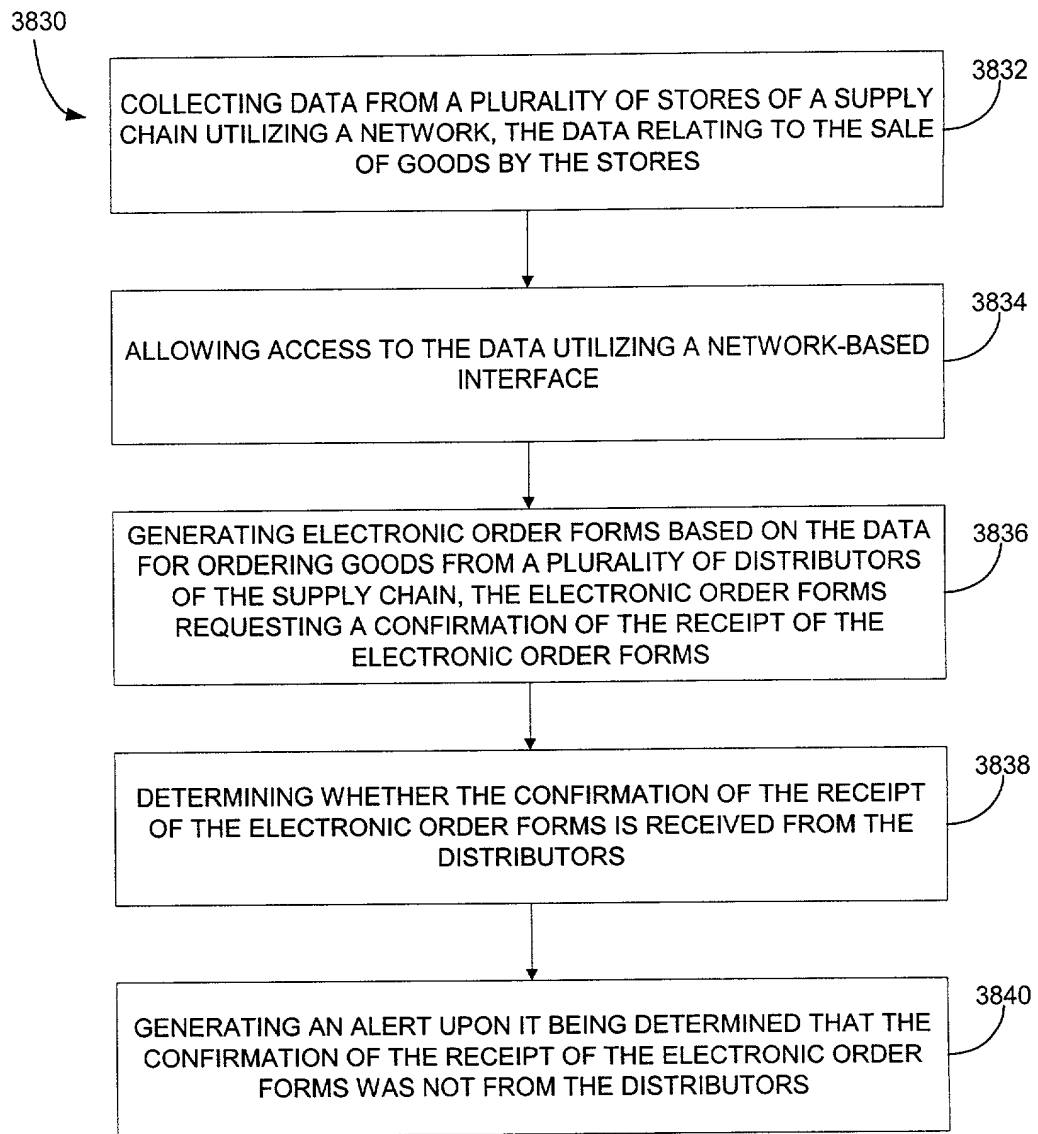 3830
3832
COLLECTING DATA FROM A PLURALITY OF STORES OF A SUPPLY
CHAIN UTILIZING A NETWORK, THE DATA RELATING TO THE SALE
OF GOODS BY THE STORES
3834
ALLOWING ACCESS TO THE DATA UTILIZING A NETWORK-BASED
INTERFACE
3836
GENERATING ELECTRONIC ORDER FORMS BASED ON THE DATA
FOR ORDERING GOODS FROM A PLURALITY OF DISTRIBUTORS
OF THE SUPPLY CHAIN, THE ELECTRONIC ORDER FORMS
REQUESTING A CONFIRMATION OF THE RECEIPT OF THE
ELECTRONIC ORDER FORMS
3838
DETERMINING WHETHER THE CONFIRMATION OF THE RECEIPT
OF THE ELECTRONIC ORDER FORMS IS RECEIVED FROM THE
DISTRIBUTORS
3840
GENERATING AN ALERT UPON IT BEING DETERMINED THAT THE
CONFIRMATION OF THE RECEIPT OF THE ELECTRONIC ORDER
FORMS WAS NOT FROM THE DISTRIBUTORS